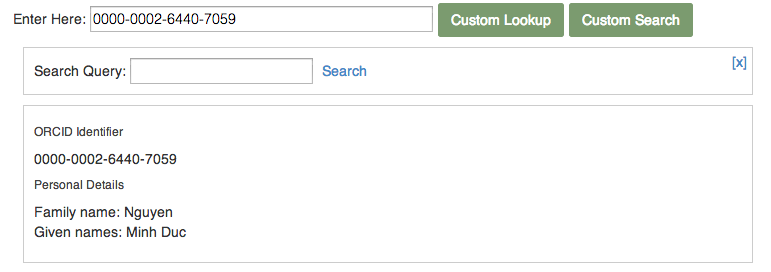 Enter Here: 0000-0002-6440-7059 Custom Lookup Custom Search
Search Query: Search [x]
ORCID Identifier
0000-0002-6440-7059
Personal Details
Family name: Nguyen
Given names: Minh Duc